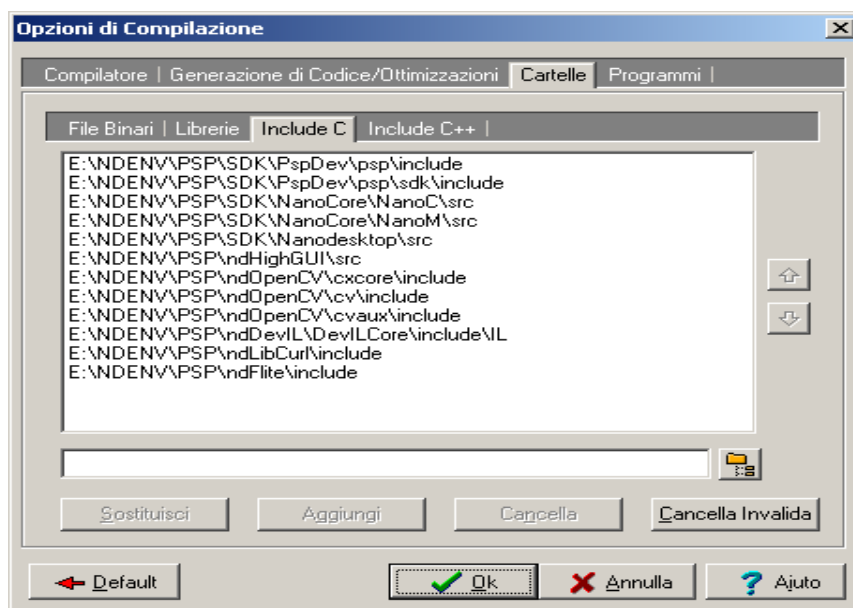 Opzioni di Compilazione
Compilatore | Generazione di Codice/Ottimizzazioni | Cartelle | Programmi |
File Binari | Librerie | Include C | Include C++ |
E:\NDENV\PSP\SDK\PspDev\psp\include
E:\NDENV\PSP\SDK\PspDev\psp\sdk\include
E:\NDENV\PSP\SDK\NanoCore\NanoC\src
E:\NDENV\PSP\SDK\NanoCore\NanoM\src
E:\NDENV\PSP\SDK\Nanodesktop\src
E:\NDENV\PSP\ndHighGUI\src
E:\NDENV\PSP\ndOpenCV\cxcore\include
E:\NDENV\PSP\ndOpenCV\cv\include
E:\NDENV\PSP\ndOpenCV\cvaux\include
E:\NDENV\PSP\ndDevIL\DevILCore\include\IL
E:\NDENV\PSP\ndLibCurl\include
E:\NDENV\PSP\ndFlite\include
Sostituisci Aggiungi Cancella Cancella Invalida
Default Ok Annulla Aiuto